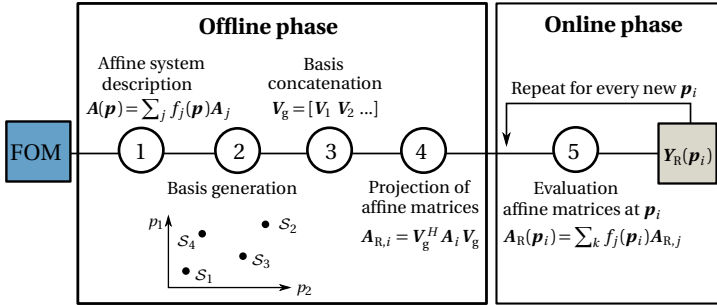 Offline phase
Online phase
Affine system
description
A(p) = ∑_j f_j(p)A_j
Basis
concatenation
V_g = [V_1 V_2 ...]
Repeat for every new p_i
FOM
1
2
3
4
5
Y_R(p_i)
Basis generation
Projection of
affine matrices
A_{R,i} = V_g^H A_i V_g
Evaluation
affine matrices at p_i
A_R(p_i) = ∑_k f_j(p_i)A_{R,j}
p_1
S_4
S_2
S_3
S_1
p_2